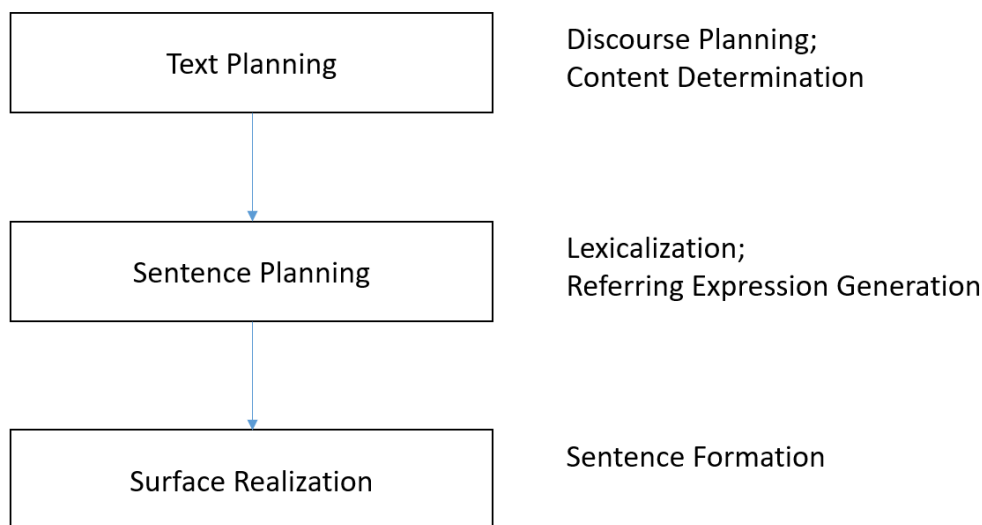 Text Planning
Discourse Planning;
Content Determination
Sentence Planning
Lexicalization;
Referring Expression Generation
Surface Realization
Sentence Formation